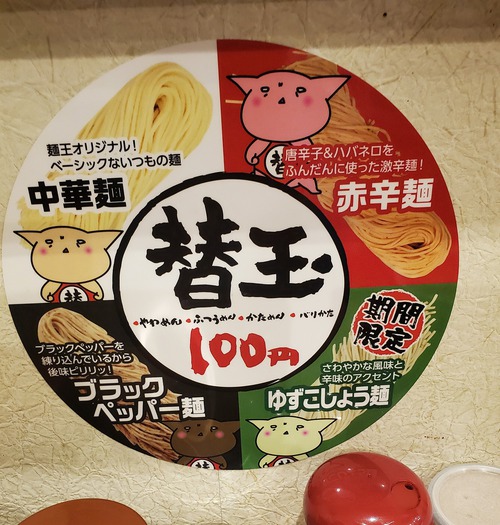 麺王オリジナル！
ベーシックないつもの麺
中華麺
唐辛子&ハバネロを
ふんだんに使った激辛麺！
赤辛麺
替玉
•やわめん •ふつうめん •かためん •バリかた
100円
ブラックペッパーを
練り込んでいるから
後味ピリリッ！
ブラック
ペッパー麺
期間
限定
さわやかな風味と
辛味のアクセント
ゆずこしょう麺